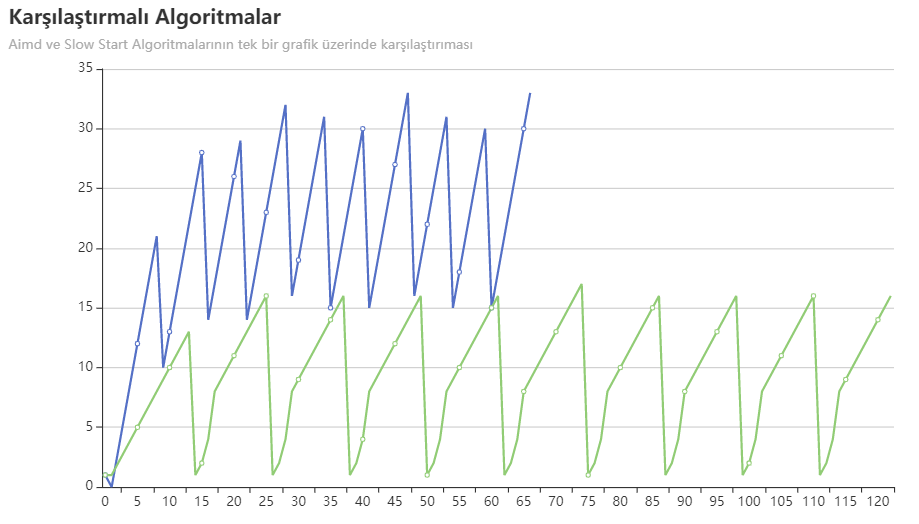 Karşılaştırmalı Algoritmalar
Aimd ve Slow Start Algoritmalarının tek bir grafik üzerinde karşılaştırıması
35
30
25
20
15
10
5
0
0 5 10 15 20 25 30 35 40 45 50 55 60 65 70 75 80 85 90 95 100 105 110 115 120